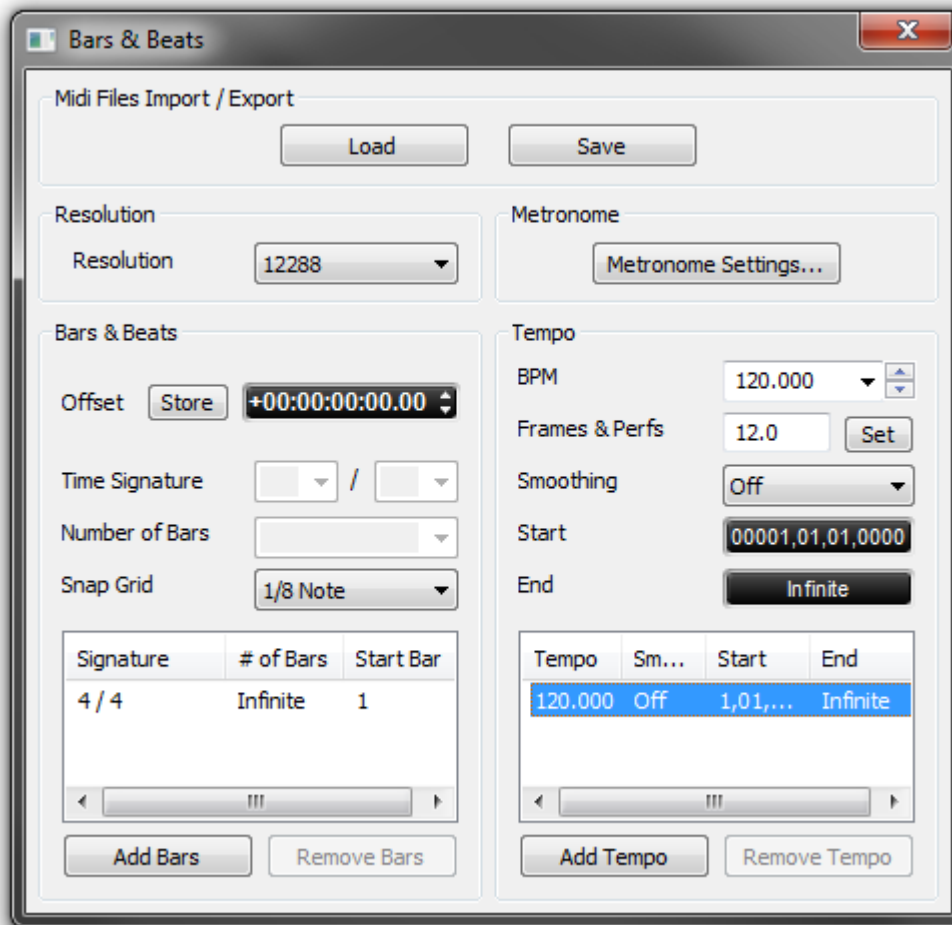 Bars & Beats
Midi Files Import / Export
Load Save
Resolution
Resolution 12288
Metronome
Metronome Settings...
Bars & Beats
Offset Store +00:00:00:00.00
Time Signature /
Number of Bars
Snap Grid 1/8 Note
Signature # of Bars Start Bar
4 / 4 Infinite 1
Add Bars Remove Bars
Tempo
BPM 120.000
Frames & Perfs 12.0 Set
Smoothing Off
Start 00001,01,01,0000
End Infinite
Tempo Sm... Start End
120.000 Off 1,01,... Infinite
Add Tempo Remove Tempo